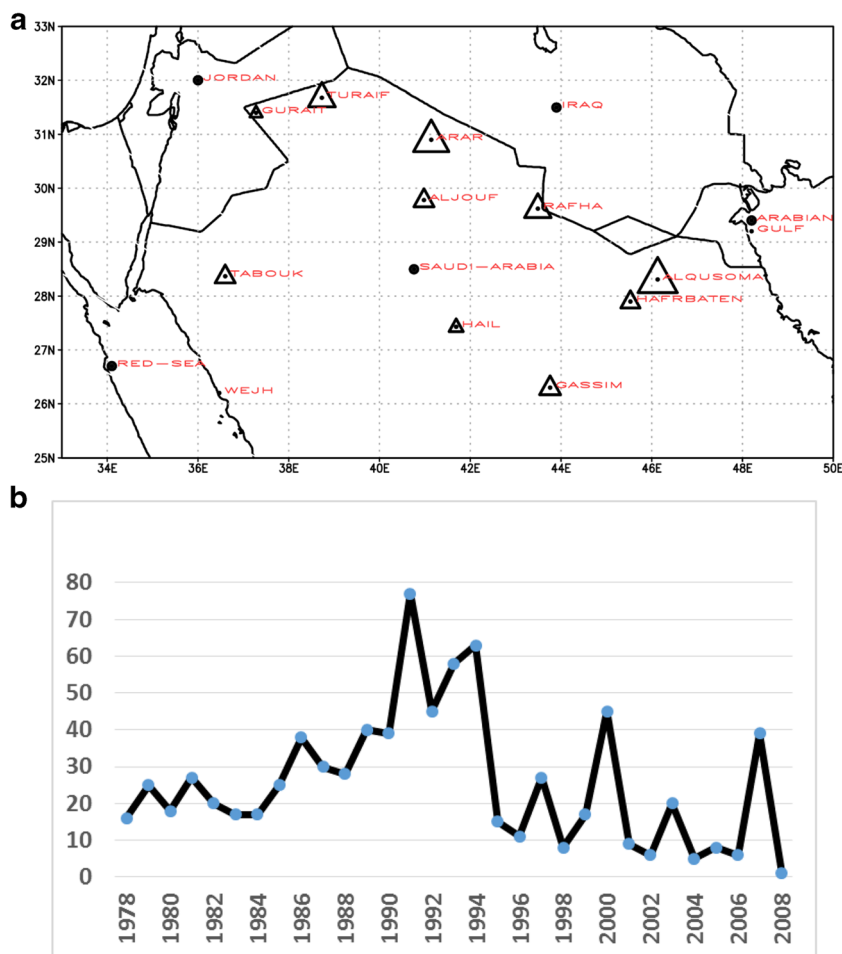 a
33N
32N
31N
30N
29N
28N
27N
26N
25N
JORDAN
TURAIF
GURAIT
IRAQ
ARAR
ALJOUF
RAFHA
ARABIAN
GULF
TABOUK
SAUDI-ARABIA
ALQUSOMA
HAFRBATEN
HAIL
RED-SEA
WEJH
GASSIM
34E 36E 38E 40E 42E 44E 46E 48E 50E
b
80
70
60
50
40
30
20
10
0
1978 1980 1982 1984 1986 1988 1990 1992 1994 1996 1998 2000 2002 2004 2006 2008